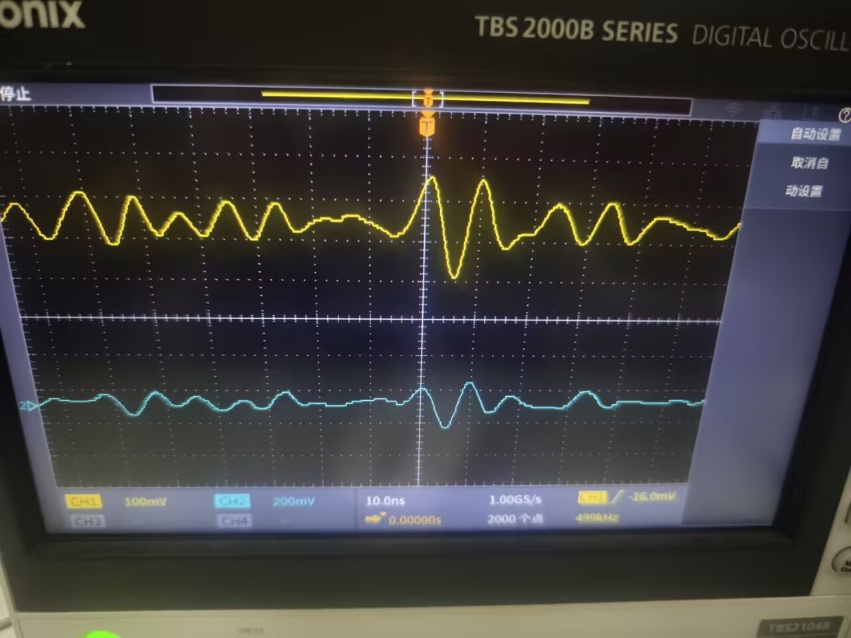 onix
TBS 2000B SERIES DIGITAL OSCILL
停止
T
T
?
自动设置
取消自
动设置
2
CH1 100mV CH2 200mV 10.0ns 1.00GS/s CH1 / -16.0mV
CH3 CH4 0.00000s 2000 个点 499kHz
TBS2104B